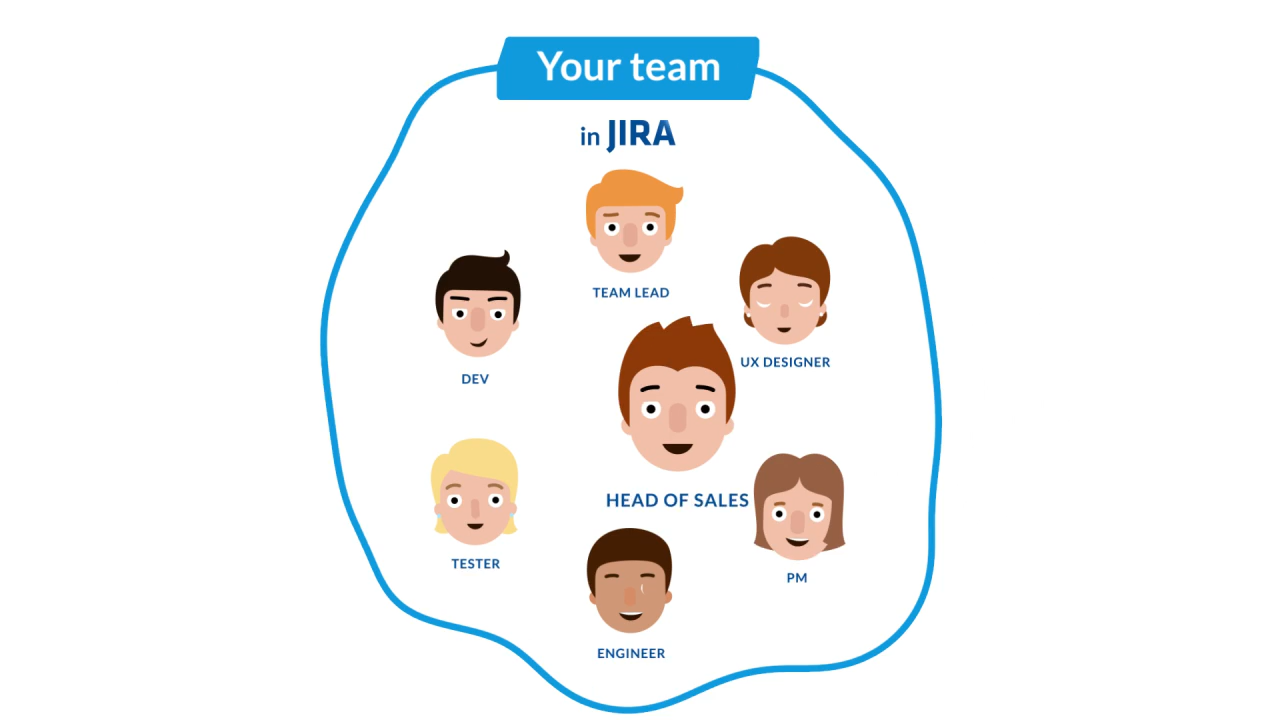 Your team
in JIRA
TEAM LEAD
UX DESIGNER
DEV
HEAD OF SALES
TESTER
PM
ENGINEER